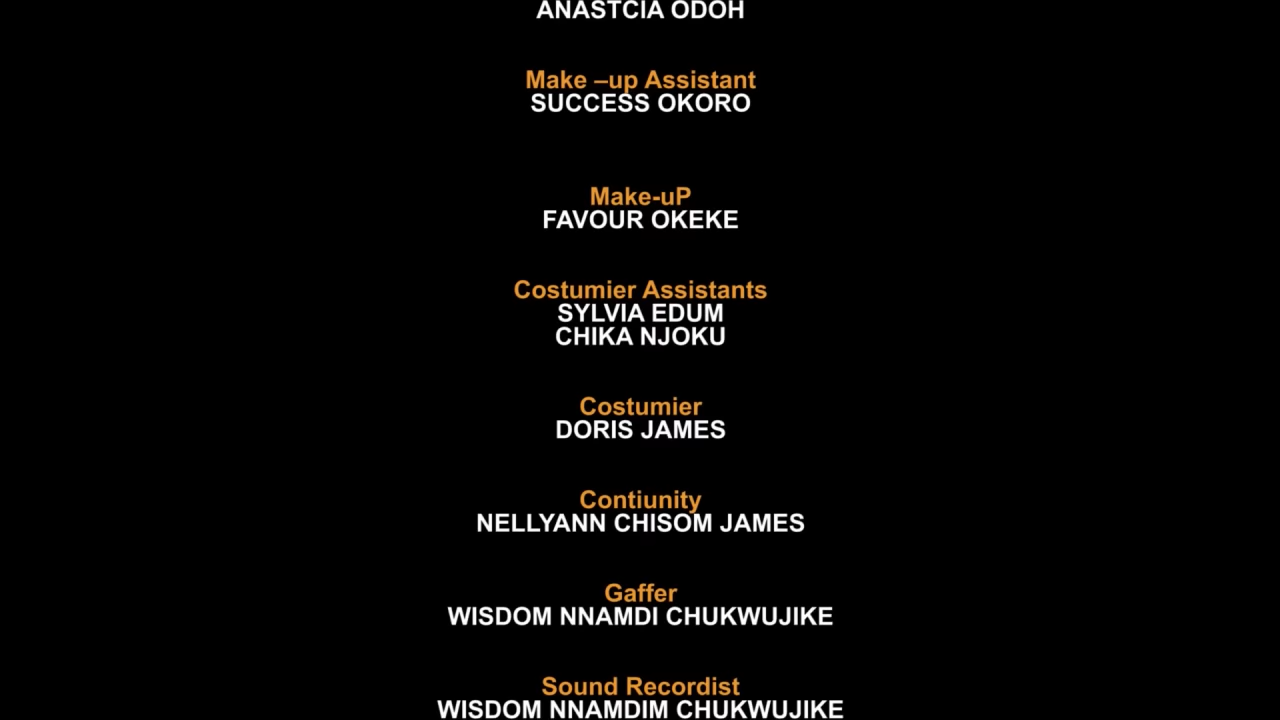 ANASTCIA ODOH
Make –up Assistant
SUCCESS OKORO
Make-uP
FAVOUR OKEKE
Costumier Assistants
SYLVIA EDUM
CHIKA NJOKU
Costumier
DORIS JAMES
Contiunity
NELLYANN CHISOM JAMES
Gaffer
WISDOM NNAMDI CHUKWUJIKE
Sound Recordist
WISDOM NNAMDIM CHUKWUJIKE